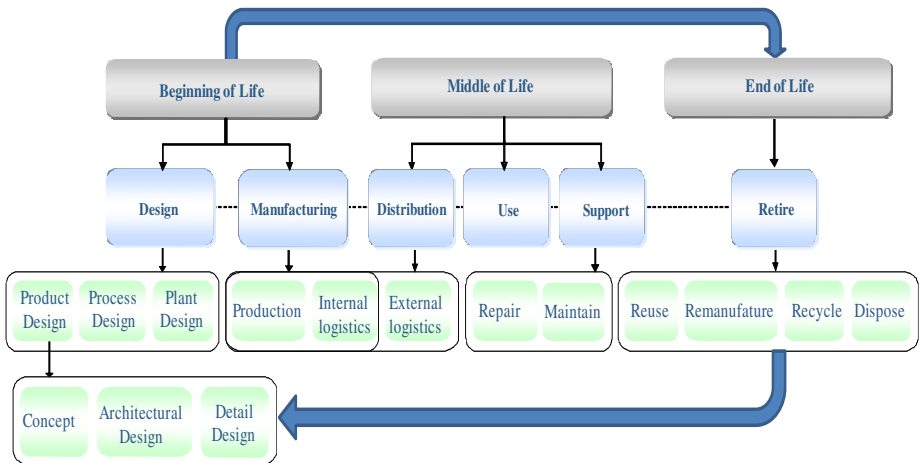 Beginning of Life
Middle of Life
End of Life
Design
Manufacturing
Distribution
Use
Support
Retire
Product
Design
Process
Design
Plant
Design
Production
Internal
logistics
External
logistics
Repair
Maintain
Reuse
Remanufature
Recycle
Dispose
Concept
Architectural
Design
Detail
Design